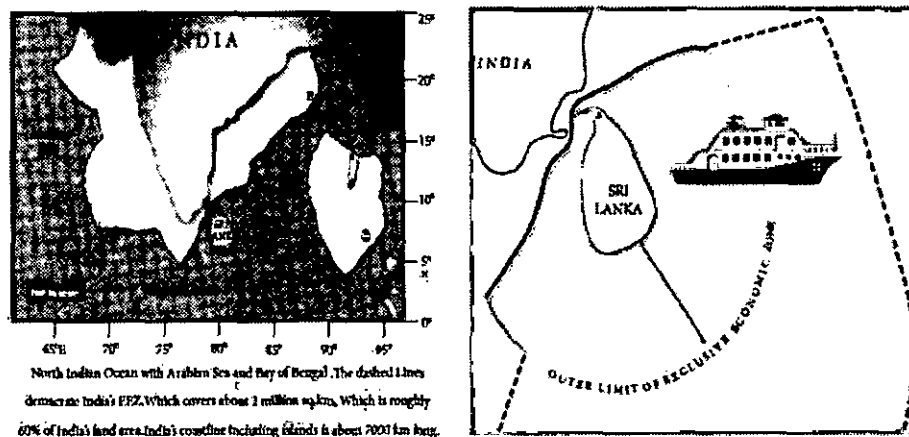 INDIA
25°
20°
15°
10°
5°
0°
SRI
65°E 70° 80° 85° 90° 95°
North Indian Ocean with Arabian Sea and Bay of Bengal .The dashed Lines
demarcate India's EEZ.Which covers about 2 million sq.km, Which is roughly
60% of India's land area.India's coastline including islands is about 7000 km long.
INDIA
SRI
LANKA
OUTER LIMIT OF EXCLUSIVE ECONOMIC ZONE